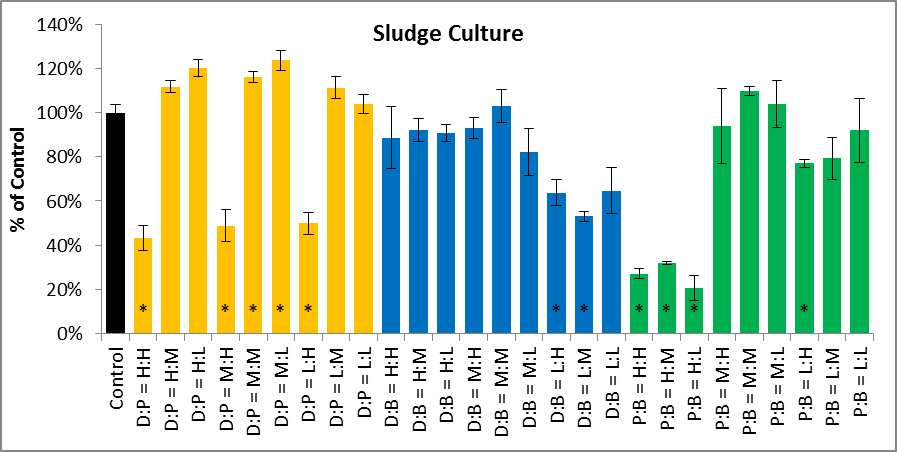 Sludge Culture
% of Control
140%
120%
100%
80%
60%
40%
20%
0%
* * * * * * * * * * *
Control
D:P = H:H
D:P = H:M
D:P = H:L
D:P = M:H
D:P = M:M
D:P = M:L
D:P = L:H
D:P = L:M
D:P = L:L
D:B = H:H
D:B = H:M
D:B = H:L
D:B = M:H
D:B = M:M
D:B = M:L
D:B = L:H
D:B = L:M
D:B = L:L
P:B = H:H
P:B = H:M
P:B = H:L
P:B = M:H
P:B = M:M
P:B = M:L
P:B = L:H
P:B = L:M
P:B = L:L